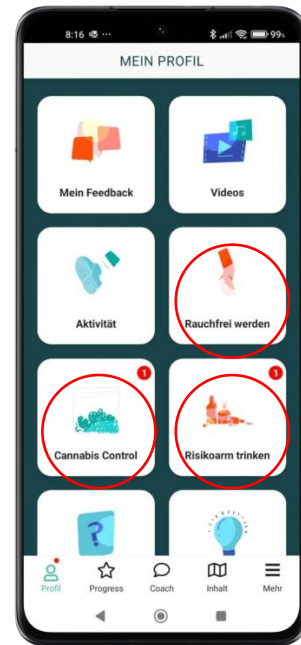 8:16 99%
MEIN PROFIL
Mein Feedback Videos
Aktivität Rauchfrei werden
1 1
Cannabis Control Risikoarm trinken
?
Profil Progress Coach Inhalt Mehr